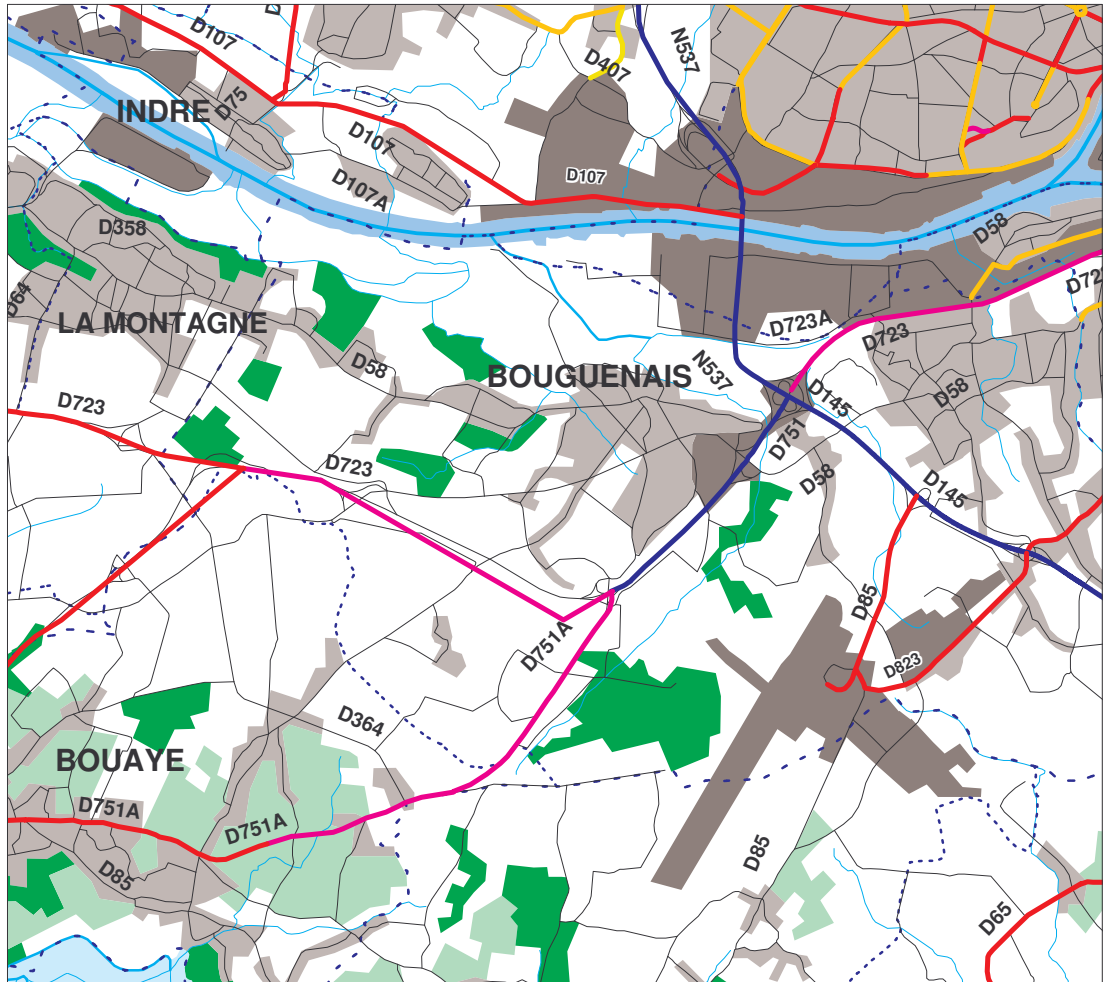 D107
D
N537
D407
INDRE
D75
D107
D107
D107A
D358
D58
D64
D72
LA MONTAGNE
D723A
D723
D58
N537
BOUGUENAIS
D145
D58
D723
D723
D751
D58
D145
D85
D751A
D823
D364
BOUAYE
D751A
D751A
D85
D85
D65